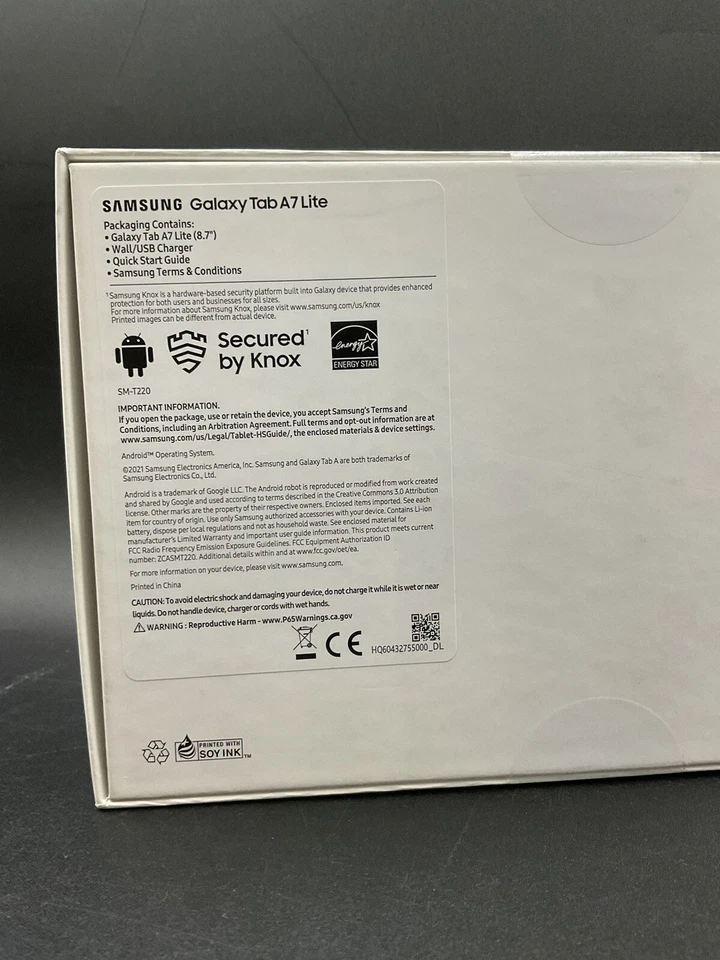 SAMSUNG Galaxy Tab A7 Lite
Packaging Contains:
• Galaxy Tab A7 Lite (8.7")
• Wall/USB Charger
• Quick Start Guide
• Samsung Terms & Conditions
¹Samsung Knox is a hardware-based security platform built into Galaxy device that provides enhanced
protection for both users and businesses for all sizes.
For more information about Samsung Knox, please visit www.samsung.com/us/knox
Printed images can be different from actual device.
Secured¹
by Knox
energy
ENERGY STAR
SM-T220
IMPORTANT INFORMATION.
If you open the package, use or retain the device, you accept Samsung's Terms and
Conditions, including an Arbitration Agreement. Full terms and opt-out information are at
www.samsung.com/us/Legal/Tablet-HSGuide/, the enclosed materials & device settings.
Android™ Operating System.
©2021 Samsung Electronics America, Inc. Samsung and Galaxy Tab A are both trademarks of
Samsung Electronics Co., Ltd.
Android is a trademark of Google LLC. The Android robot is reproduced or modified from work created
and shared by Google and used according to terms described in the Creative Commons 3.0 Attribution
license. Other marks are the property of their respective owners. Enclosed items imported. See each
item for country of origin. Use only Samsung authorized accessories with your device. Contains Li-ion
battery, dispose per local regulations and not as household waste. See enclosed material for
manufacturer's Limited Warranty and important user guide information. This product meets current
FCC Radio Frequency Emission Exposure Guidelines. FCC Equipment Authorization ID
number: ZCASMT220. Additional details within and at www.fcc.gov/oet/ea.
For more information on your device, please visit www.samsung.com.
Printed in China
CAUTION: To avoid electric shock and damaging your device, do not charge it while it is wet or near
liquids. Do not handle device, charger or cords with wet hands.
WARNING : Reproductive Harm - www.P65Warnings.ca.gov
CE
HQ60432755000_DL
PRINTED WITH
SOY INK™